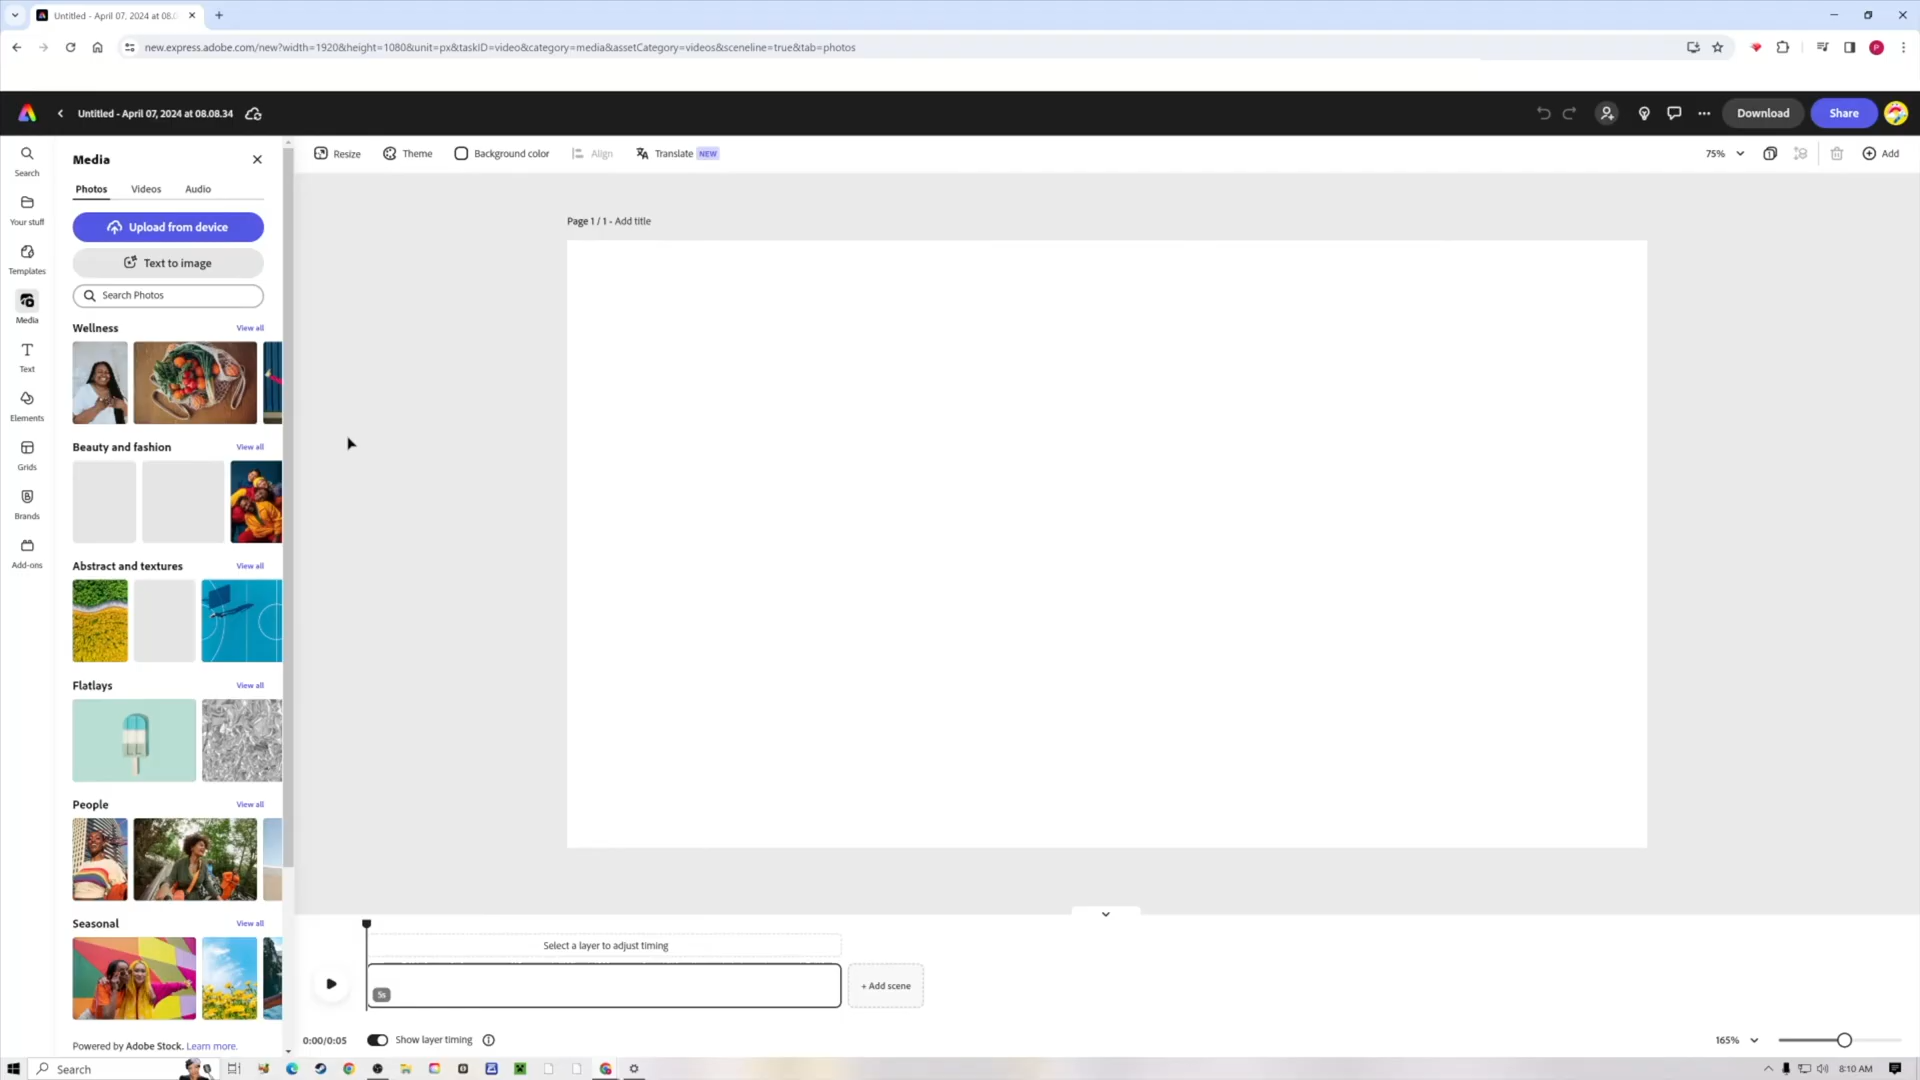 Untitled - April 07, 2024 at 08.0
new.express.adobe.com/new?width=1920&height=1080&unit=px&taskID=video&category=media&assetCategory=videos&sceneline=true&tab=photos
P
Untitled - April 07, 2024 at 08.08.34
Download
Share
Search
Your stuff
Templates
Media
Text
Elements
Grids
Brands
Add-ons
Media
Photos Videos Audio
Upload from device
Text to image
Search Photos
Wellness View all
Beauty and fashion View all
Abstract and textures View all
Flatlays View all
People View all
Seasonal View all
Powered by Adobe Stock. Learn more.
Resize Theme Background color Align Translate NEW
75% 1 Add
Page 1 / 1 - Add title
Select a layer to adjust timing
5s
+ Add scene
0:00/0:05 Show layer timing
165%
Search
8:10 AM